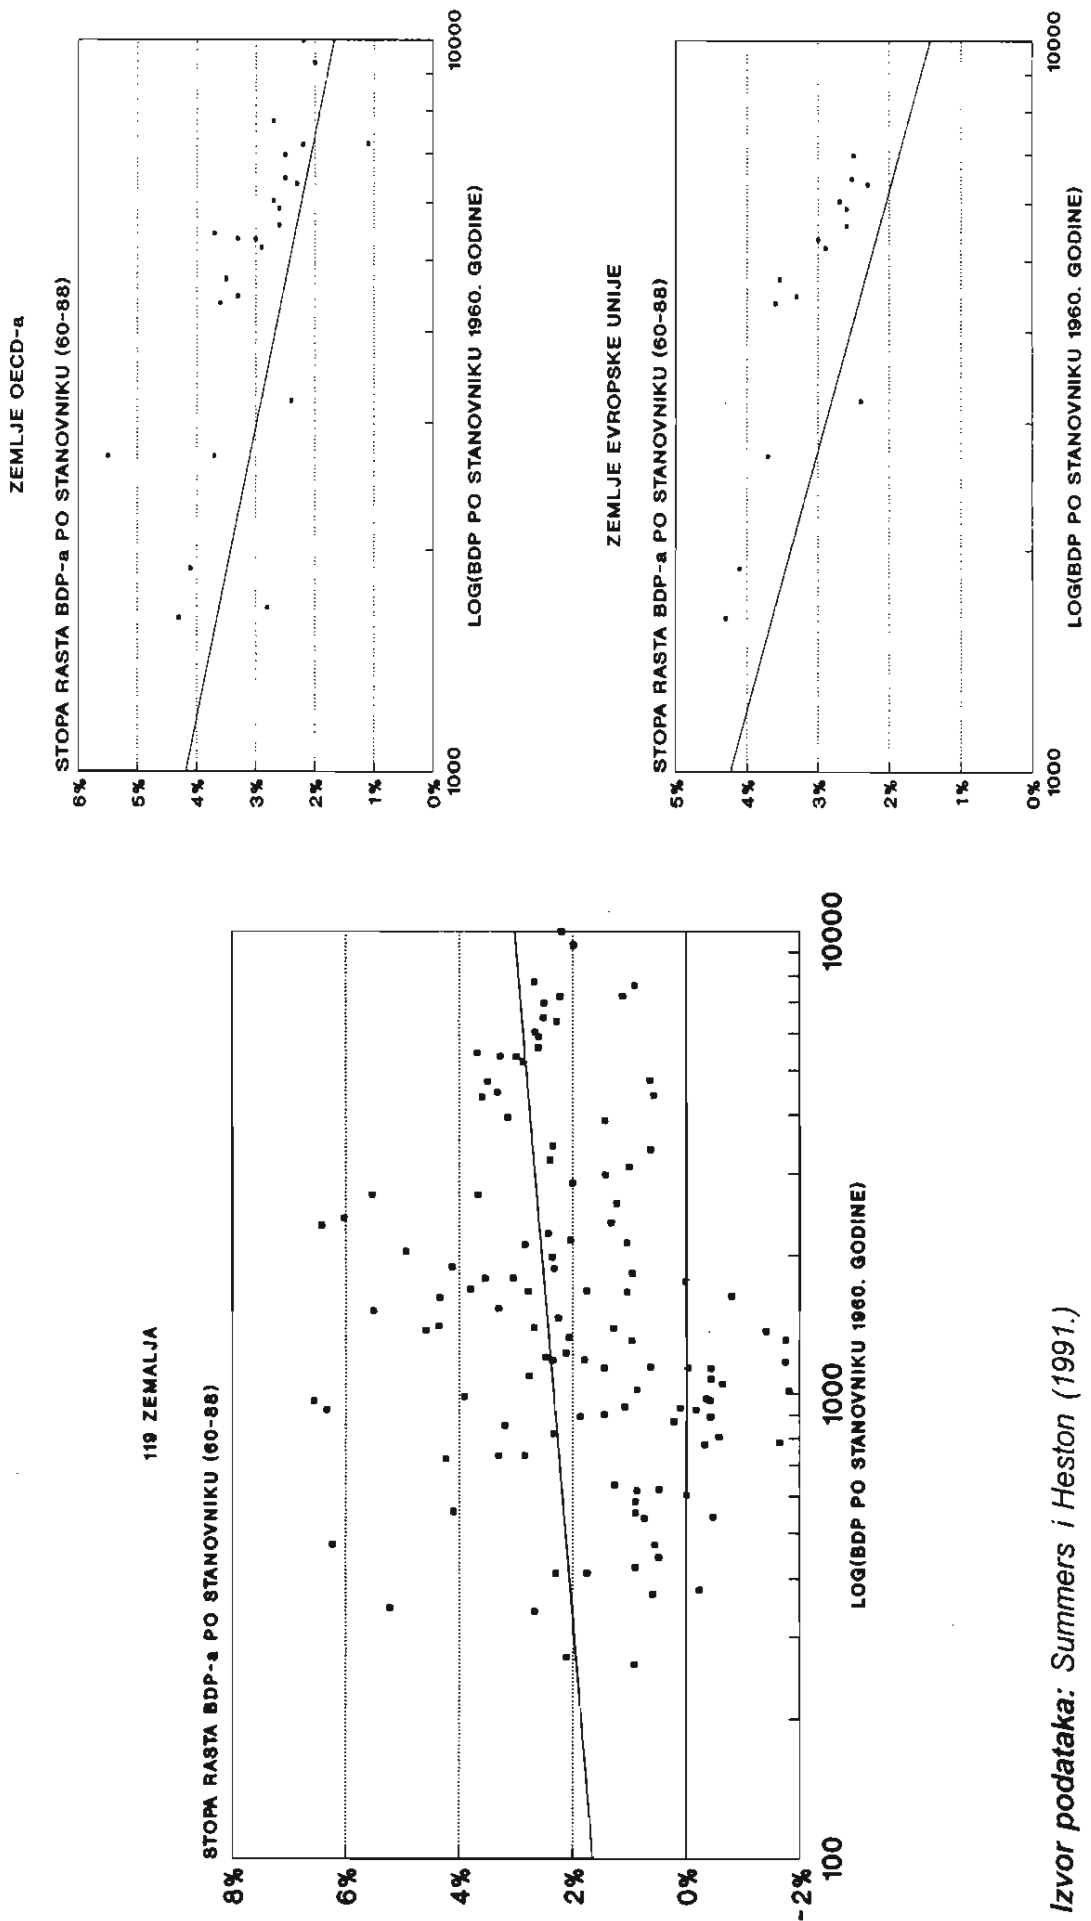 119 ZEMALJA
STOPA RASTA BDP-a PO STANOVNIKU (60-88)
8%
6%
4%
2%
0%
-2%
100
1000
10000
LOG(BDP PO STANOVNIKU 1960. GODINE)
ZEMLJE OECD-a
STOPA RASTA BDP-a PO STANOVNIKU (60-88)
6%
5%
4%
3%
2%
1%
0%
1000
10000
LOG(BDP PO STANOVNIKU 1960. GODINE)
ZEMLJE EVROPSKE UNIJE
STOPA RASTA BDP-a PO STANOVNIKU (60-88)
5%
4%
3%
2%
1%
0%
1000
10000
LOG(BDP PO STANOVNIKU 1960. GODINE)
Izvor podataka: Summers i Heston (1991.)